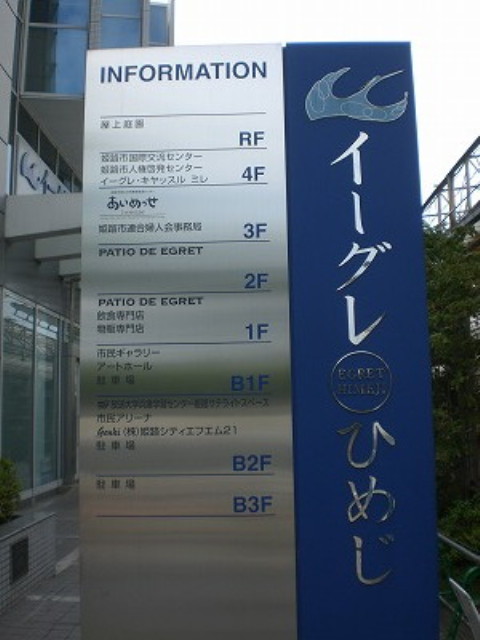 INFORMATION
屋上庭園
RF
姫路市国際交流センター
姫路市人権啓発センター
イーグレ・キャッスル ミレ
4F
あいめっせ
姫路市連合婦人会事務局
3F
PATIO DE EGRET
2F
PATIO DE EGRET
飲食専門店
物販専門店
1F
市民ギャラリー
アートホール
駐車場
B1F
市民アリーナ
(株)姫路シティエフエム21
駐車場
B2F
駐車場
B3F
イーグレ
EGRET
HIMEJI
ひめじ